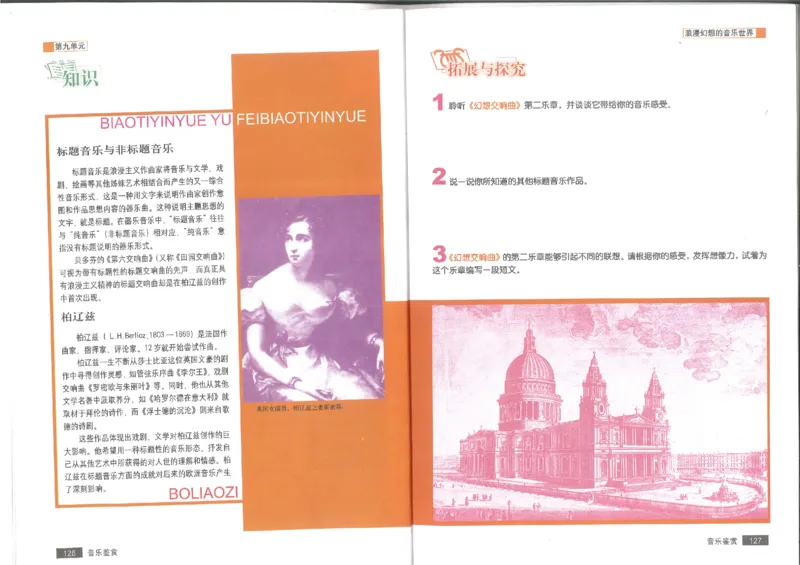 第九单元
知识
BIAOTIYINYUE YU FEIBIAOTIYINYUE
标题音乐与非标题音乐
标题音乐是浪漫主义作曲家将音乐与文学、戏
剧、绘画等其他姊妹艺术相结合而产生的又一综合
性音乐形式。这是一种用文字来说明作曲家创作意
图和作品思想内容的器乐曲。这种说明主题思想的
文字，就是标题。在器乐音乐中，“标题音乐”往往
与“纯音乐”（非标题音乐）相对应，“纯音乐”意
指没有标题说明的器乐形式。
贝多芬的《第六交响曲》（又称《田园交响曲》）
可视为带有标题性的标题交响曲的先声，而真正具
有浪漫主义精神的标题交响曲却是在柏辽兹的创作
中首次出现。
柏辽兹
柏辽兹（L.H.Berlioz,1803—1869）是法国作
曲家、指挥家、评论家。12岁就开始尝试作曲。
柏辽兹一生不断从莎士比亚这位英国文豪的剧
作中寻得创作灵感，如管弦乐序曲《李尔王》、戏剧
交响曲《罗密欧与朱丽叶》等，同时，他也从其他
文学名著中汲取养分，如《哈罗尔德在意大利》就
取材于拜伦的诗作，而《浮士德的沉沦》则来自歌
德的诗剧。
这些作品体现出戏剧、文学对柏辽兹创作的巨
大影响。他希望用一种标题性的音乐形态，抒发自
己从其他艺术中所获得的对人世的理解和情感。柏
辽兹在标题音乐方面的成就对后来的欧洲音乐产生
了深刻影响。
BOLIAOZI
英国女演员、柏辽兹之妻斯密荪
126 音乐鉴赏
浪漫幻想的音乐世界
拓展与探究
1 聆听《幻想交响曲》第二乐章，并谈谈它带给你的音乐感受。
2 说一说你所知道的其他标题音乐作品。
3 《幻想交响曲》的第二乐章能够引起不同的联想。请根据你的感受，发挥想像力，试着为
这个乐章编写一段短文。
音乐鉴赏 127